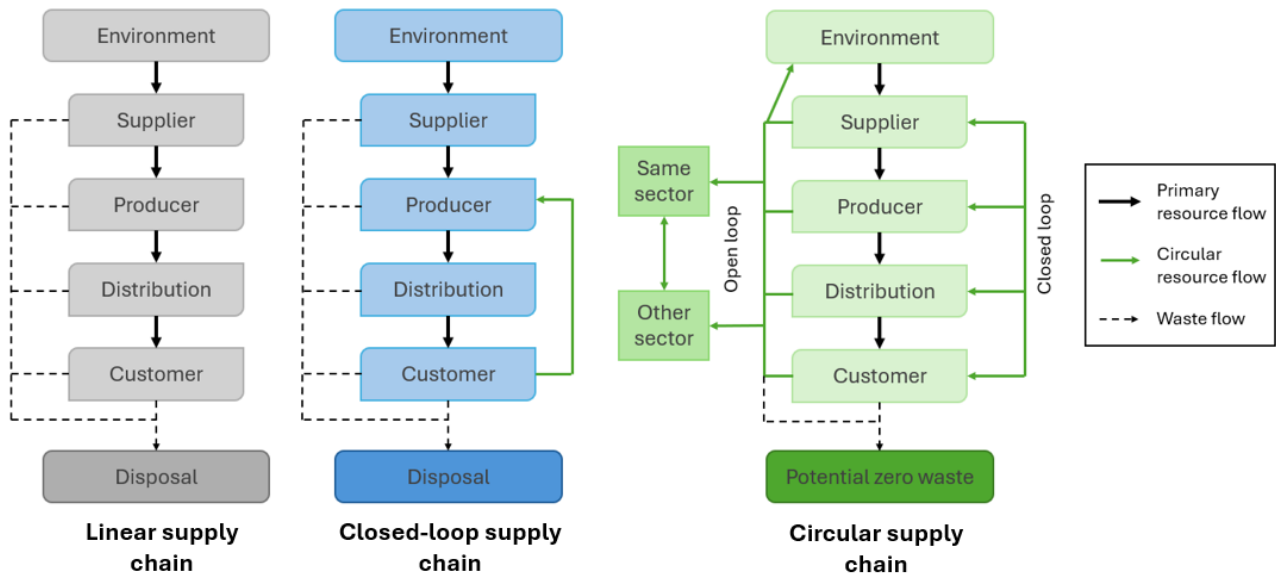 Environment
Supplier
Producer
Distribution
Customer
Disposal
Linear supply
chain
Environment
Supplier
Producer
Distribution
Customer
Disposal
Closed-loop supply
chain
Environment
Supplier
Producer
Distribution
Customer
Same
sector
Other
sector
Open loop
Closed loop
Potential zero waste
Circular supply
chain
Primary
resource flow
Circular
resource flow
Waste flow